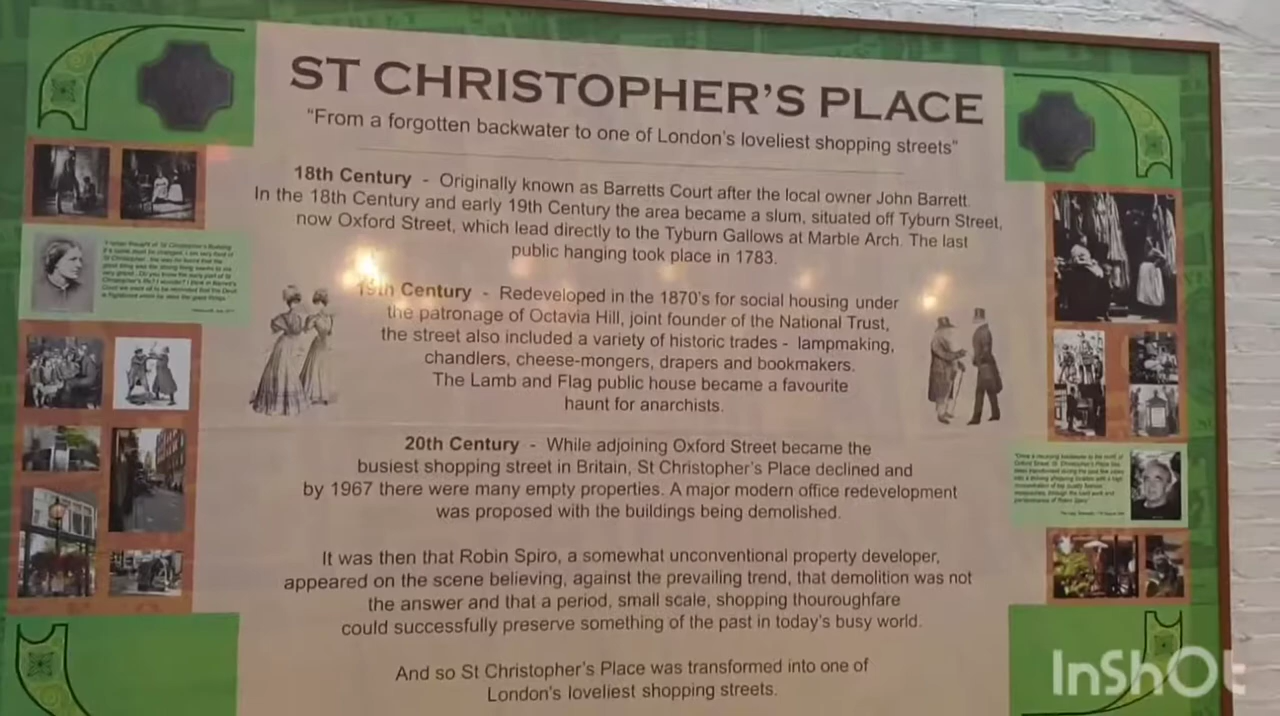 ST CHRISTOPHER'S PLACE
"From a forgotten backwater to one of London's loveliest shopping streets"
18th Century - Originally known as Barretts Court after the local owner John Barrett.
In the 18th Century and early 19th Century the area became a slum, situated off Tyburn Street,
now Oxford Street, which lead directly to the Tyburn Gallows at Marble Arch. The last
public hanging took place in 1783.
19th Century - Redeveloped in the 1870's for social housing under
the patronage of Octavia Hill, joint founder of the National Trust,
the street also included a variety of historic trades - lampmaking,
chandlers, cheese-mongers, drapers and bookmakers.
The Lamb and Flag public house became a favourite
haunt for anarchists.
20th Century - While adjoining Oxford Street became the
busiest shopping street in Britain, St Christopher's Place declined and
by 1967 there were many empty properties. A major modern office redevelopment
was proposed with the buildings being demolished.
It was then that Robin Spiro, a somewhat unconventional property developer,
appeared on the scene believing, against the prevailing trend, that demolition was not
the answer and that a period, small scale, shopping thouroughfare
could successfully preserve something of the past in today's busy world.
And so St Christopher's Place was transformed into one of
London's loveliest shopping streets.
InShOt